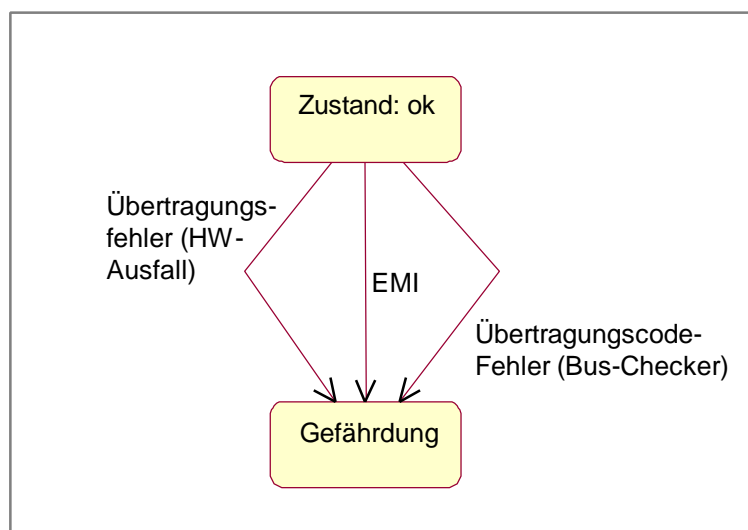 Zustand: ok
Übertragungs-
fehler (HW-
Ausfall)
EMI
Übertragungscode-
Fehler (Bus-Checker)
Gefährdung